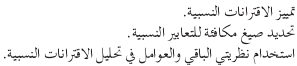 تمييز الاقترانات النسبية.
تحديد صيغ مكافئة للتعابير النسبية.
استخدام نظريتي الباقي والعوامل في تحليل الاقترانات النسبية.